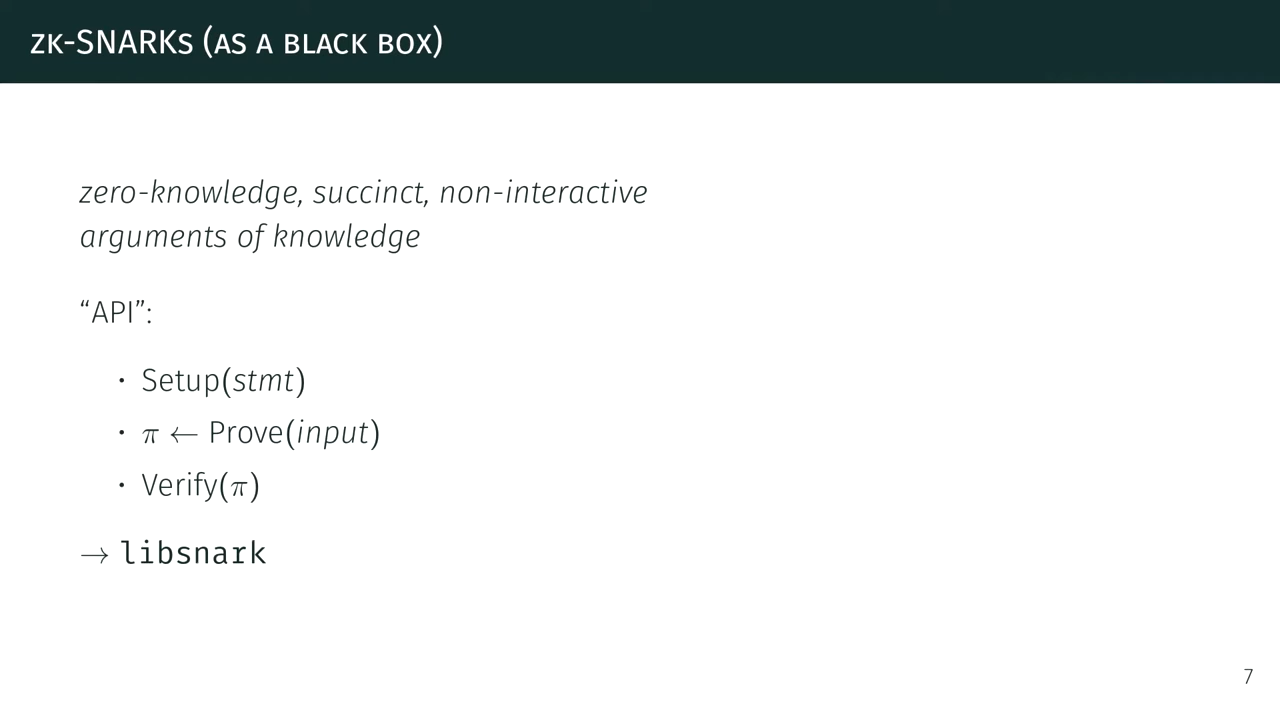 zk-SNARKs (as a black box)
zero-knowledge, succinct, non-interactive
arguments of knowledge
“API”:
· Setup(stmt)
· π ← Prove(input)
· Verify(π)
→ libsnark
7